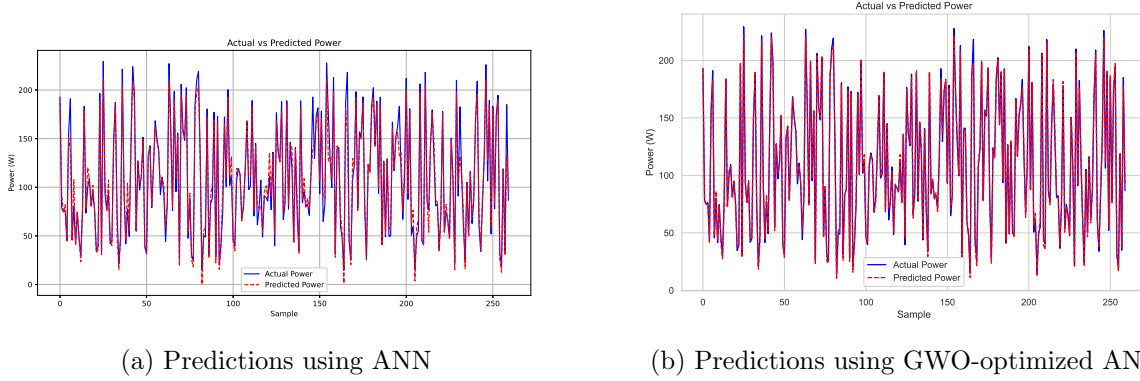 Actual vs Predicted Power
Power (W)
200
150
100
50
0
0 50 100 150 200 250
Sample
Actual Power
Predicted Power
(a) Predictions using ANN
Actual vs Predicted Power
Power (W)
200
150
100
50
0
0 50 100 150 200 250
Sample
Actual Power
Predicted Power
(b) Predictions using GWO-optimized AN